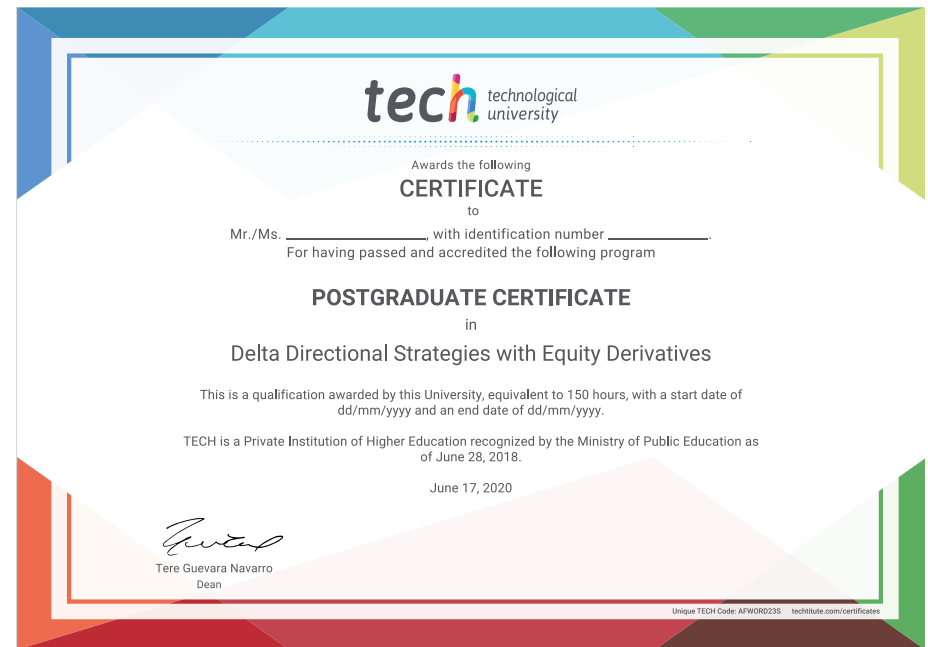 tech technological
university
Awards the following
CERTIFICATE
to
Mr./Ms. ____________________, with identification number ______________.
For having passed and accredited the following program
POSTGRADUATE CERTIFICATE
in
Delta Directional Strategies with Equity Derivatives
This is a qualification awarded by this University, equivalent to 150 hours, with a start date of
dd/mm/yyyy and an end date of dd/mm/yyyy.
TECH is a Private Institution of Higher Education recognized by the Ministry of Public Education as
of June 28, 2018.
June 17, 2020
Tere Guevara Navarro
Dean
Unique TECH Code: AFWORD23S techtitute.com/certificates